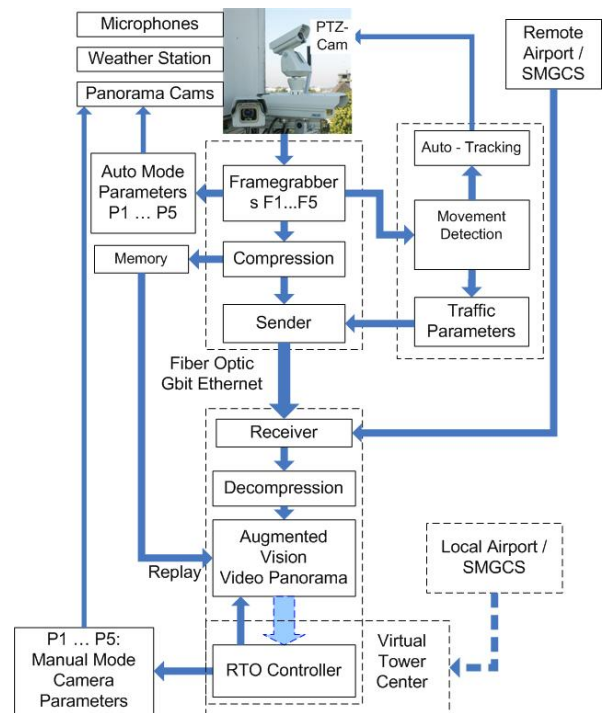 Microphones
Weather Station
Panorama Cams
PTZ-
Cam
Remote
Airport /
SMGCS
Auto Mode
Parameters
P1 ... P5
Framegrabber
s F1...F5
Auto - Tracking
Movement
Detection
Memory
Compression
Sender
Traffic
Parameters
Fiber Optic
Gbit Ethernet
Receiver
Decompression
Augmented
Vision
Video Panorama
Replay
Local Airport /
SMGCS
P1 ... P5:
Manual Mode
Camera
Parameters
RTO Controller
Virtual
Tower
Center